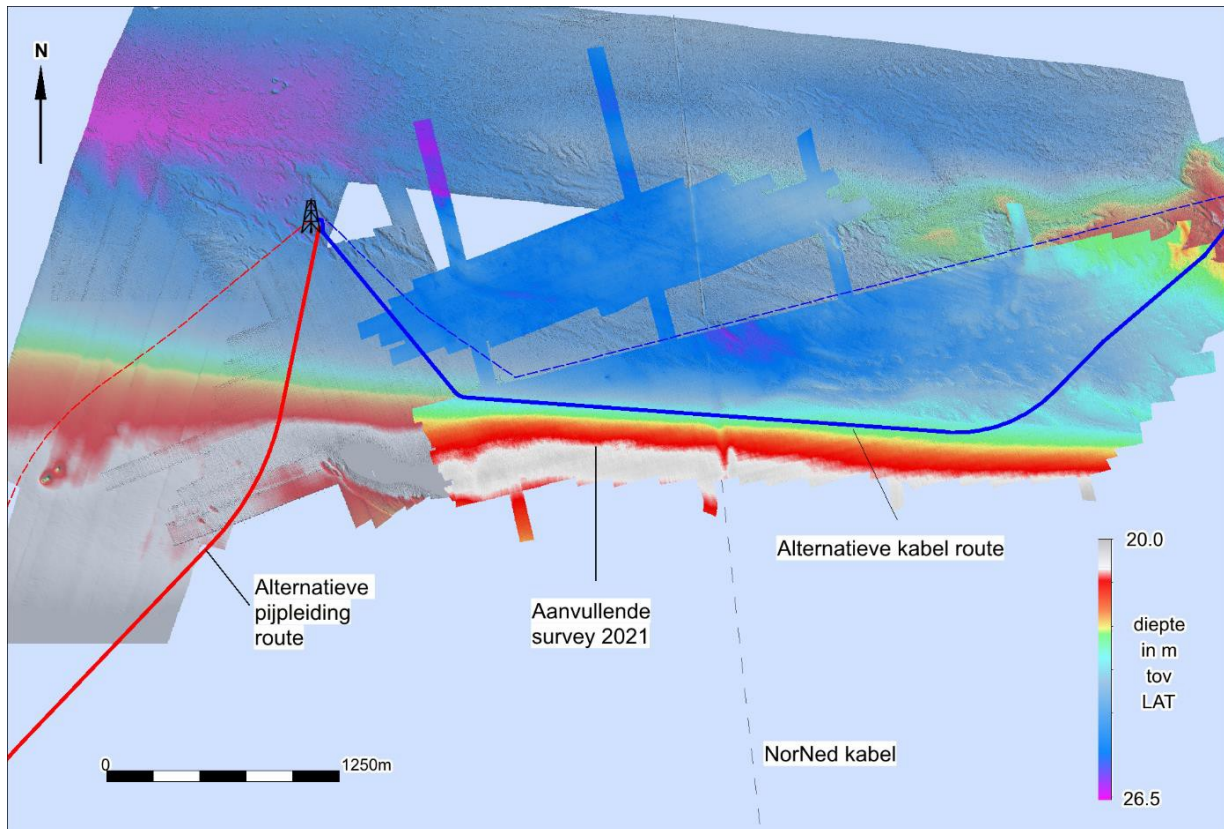 N
Alternatieve
pijpleiding
route
Aanvullende
survey 2021
Alternatieve kabel route
NorNed kabel
0
1250m
20.0
diepte
in m
tov
LAT
26.5